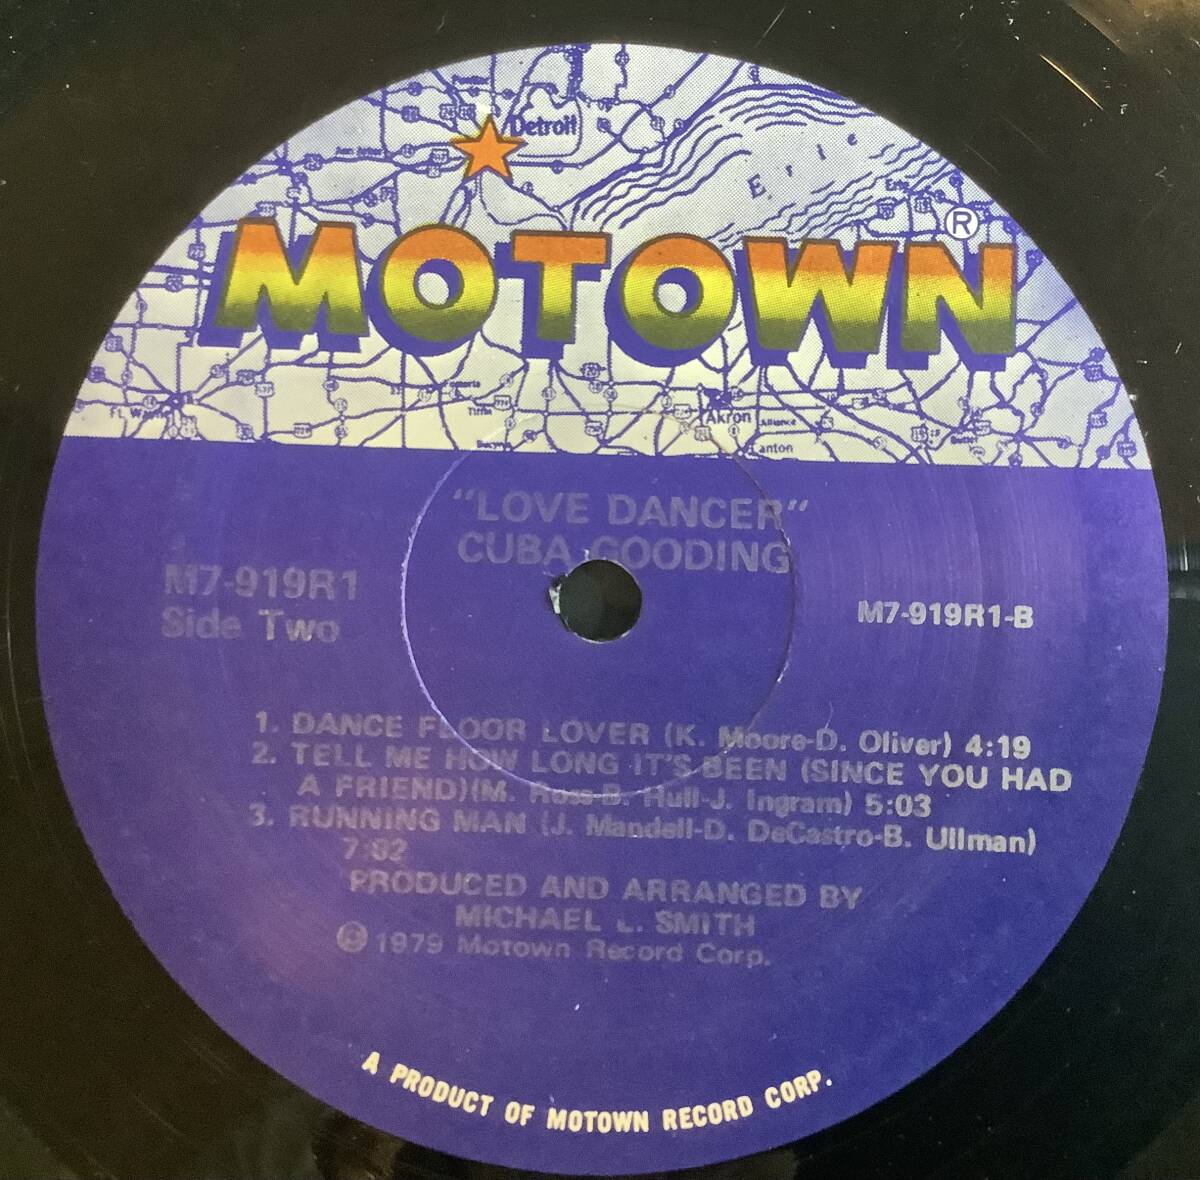 Detroit
Erie
MOTOWN®
Ft. Wayne
Tiffin
Akron
Alliance
Canton
"LOVE DANCER"
CUBA GOODING
M7-919R1
Side Two
M7-919R1-B
1. DANCE FLOOR LOVER (K. Moore-D. Oliver) 4:19
2. TELL ME HOW LONG IT'S BEEN (SINCE YOU HAD
A FRIEND)(M. Ross-B. Hull-J. Ingram) 5:03
3. RUNNING MAN (J. Mandell-D. DeCastro-B. Ullman)
7:02
PRODUCED AND ARRANGED BY
MICHAEL L. SMITH
℗ 1979 Motown Record Corp.
A PRODUCT OF MOTOWN RECORD CORP.